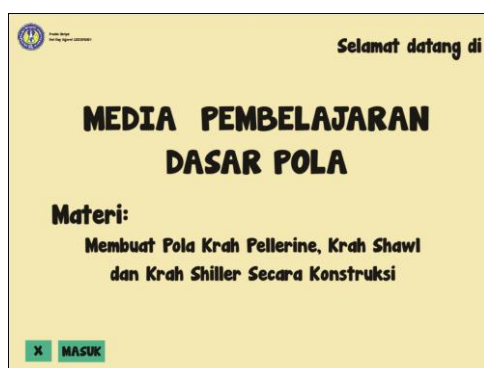 Selamat datang di
MEDIA PEMBELAJARAN
DASAR POLA
Materi:
Membuat Pola Krah Pellerine, Krah Shawl
dan Krah Shiller Secara Konstruksi
X MASUK